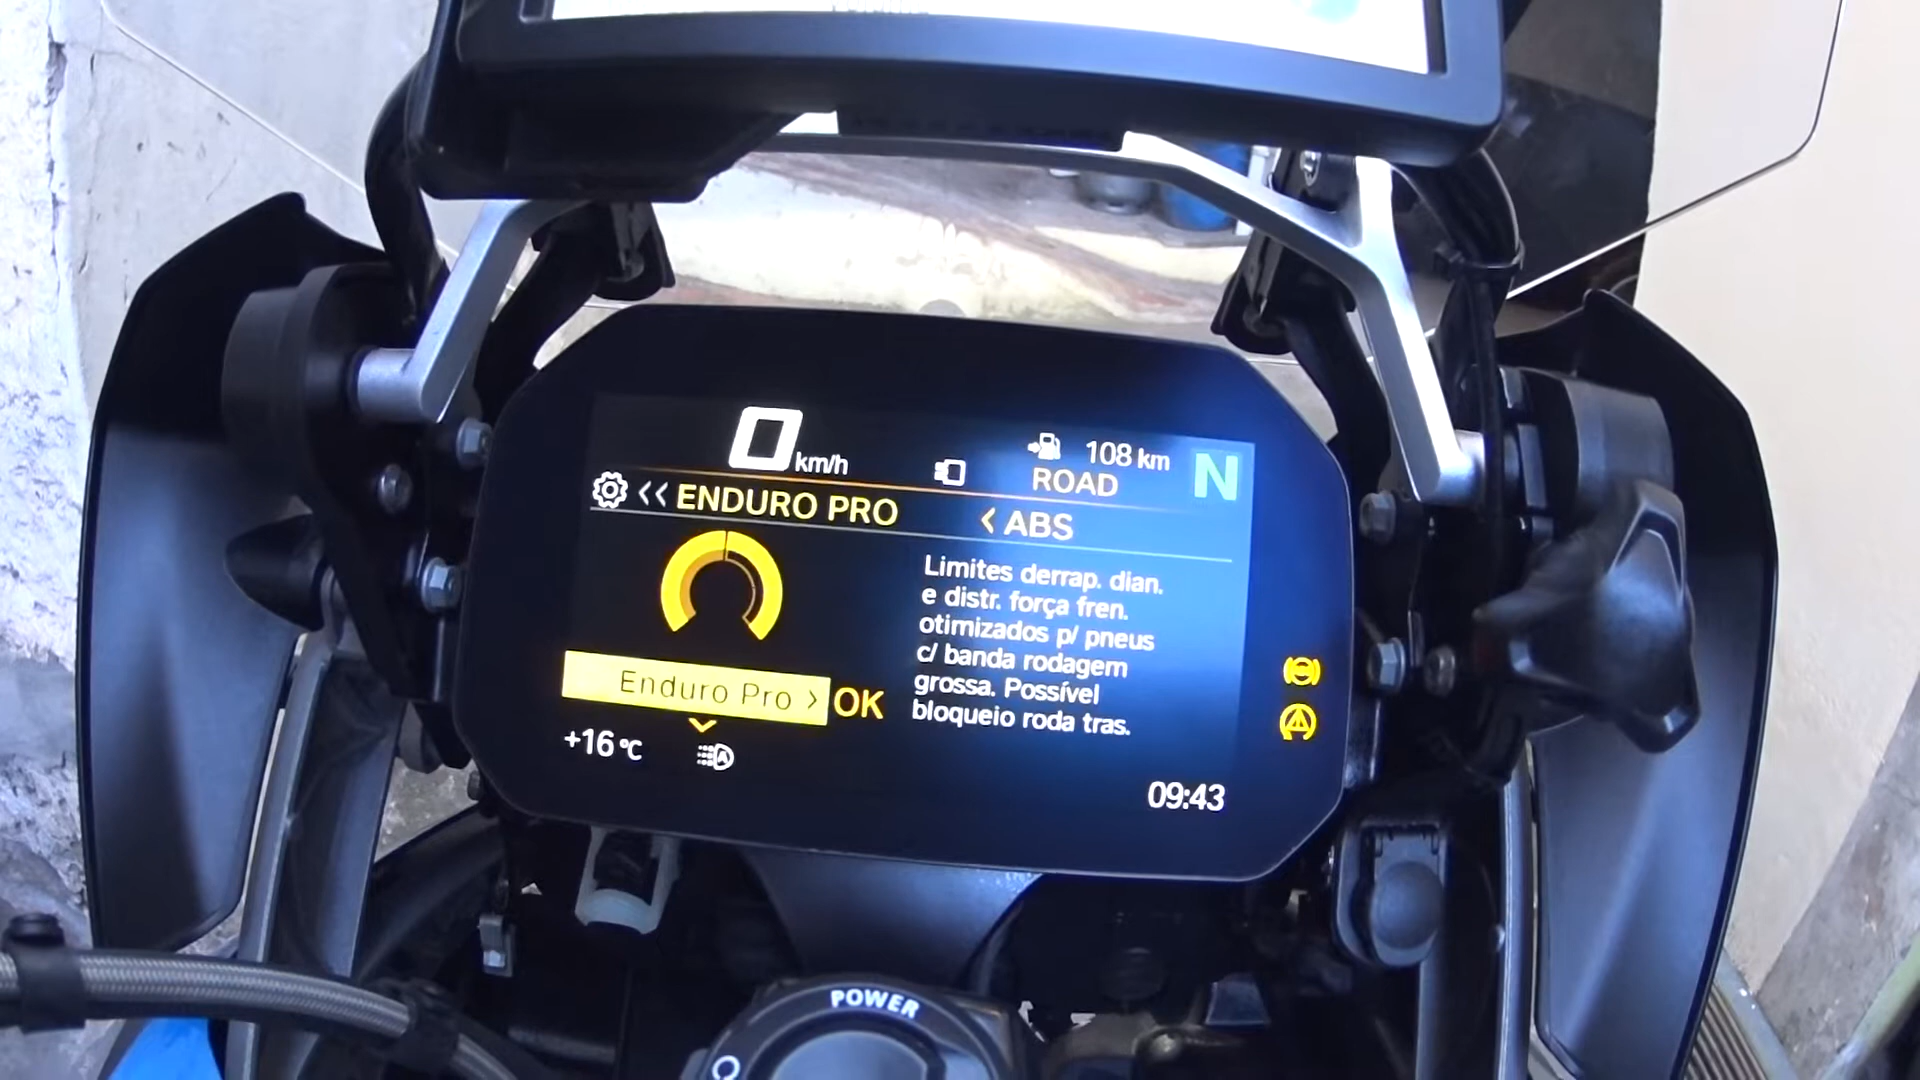 0 km/h
108 km
ROAD
N
<< ENDURO PRO
< ABS
Limites derrap. dian.
e distr. força fren.
otimizados p/ pneus
c/ banda rodagem
grossa. Possível
bloqueio roda tras.
Enduro Pro > OK
+16 °C
09:43
POWER